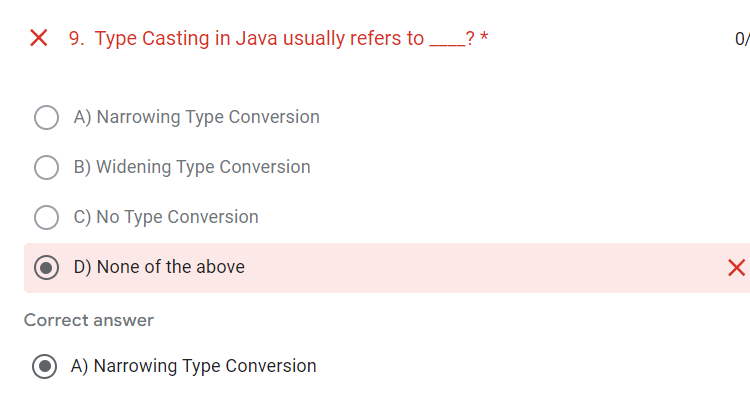 9. Type Casting in Java usually refers to ____? *
0/
A) Narrowing Type Conversion
B) Widening Type Conversion
C) No Type Conversion
D) None of the above
Correct answer
A) Narrowing Type Conversion